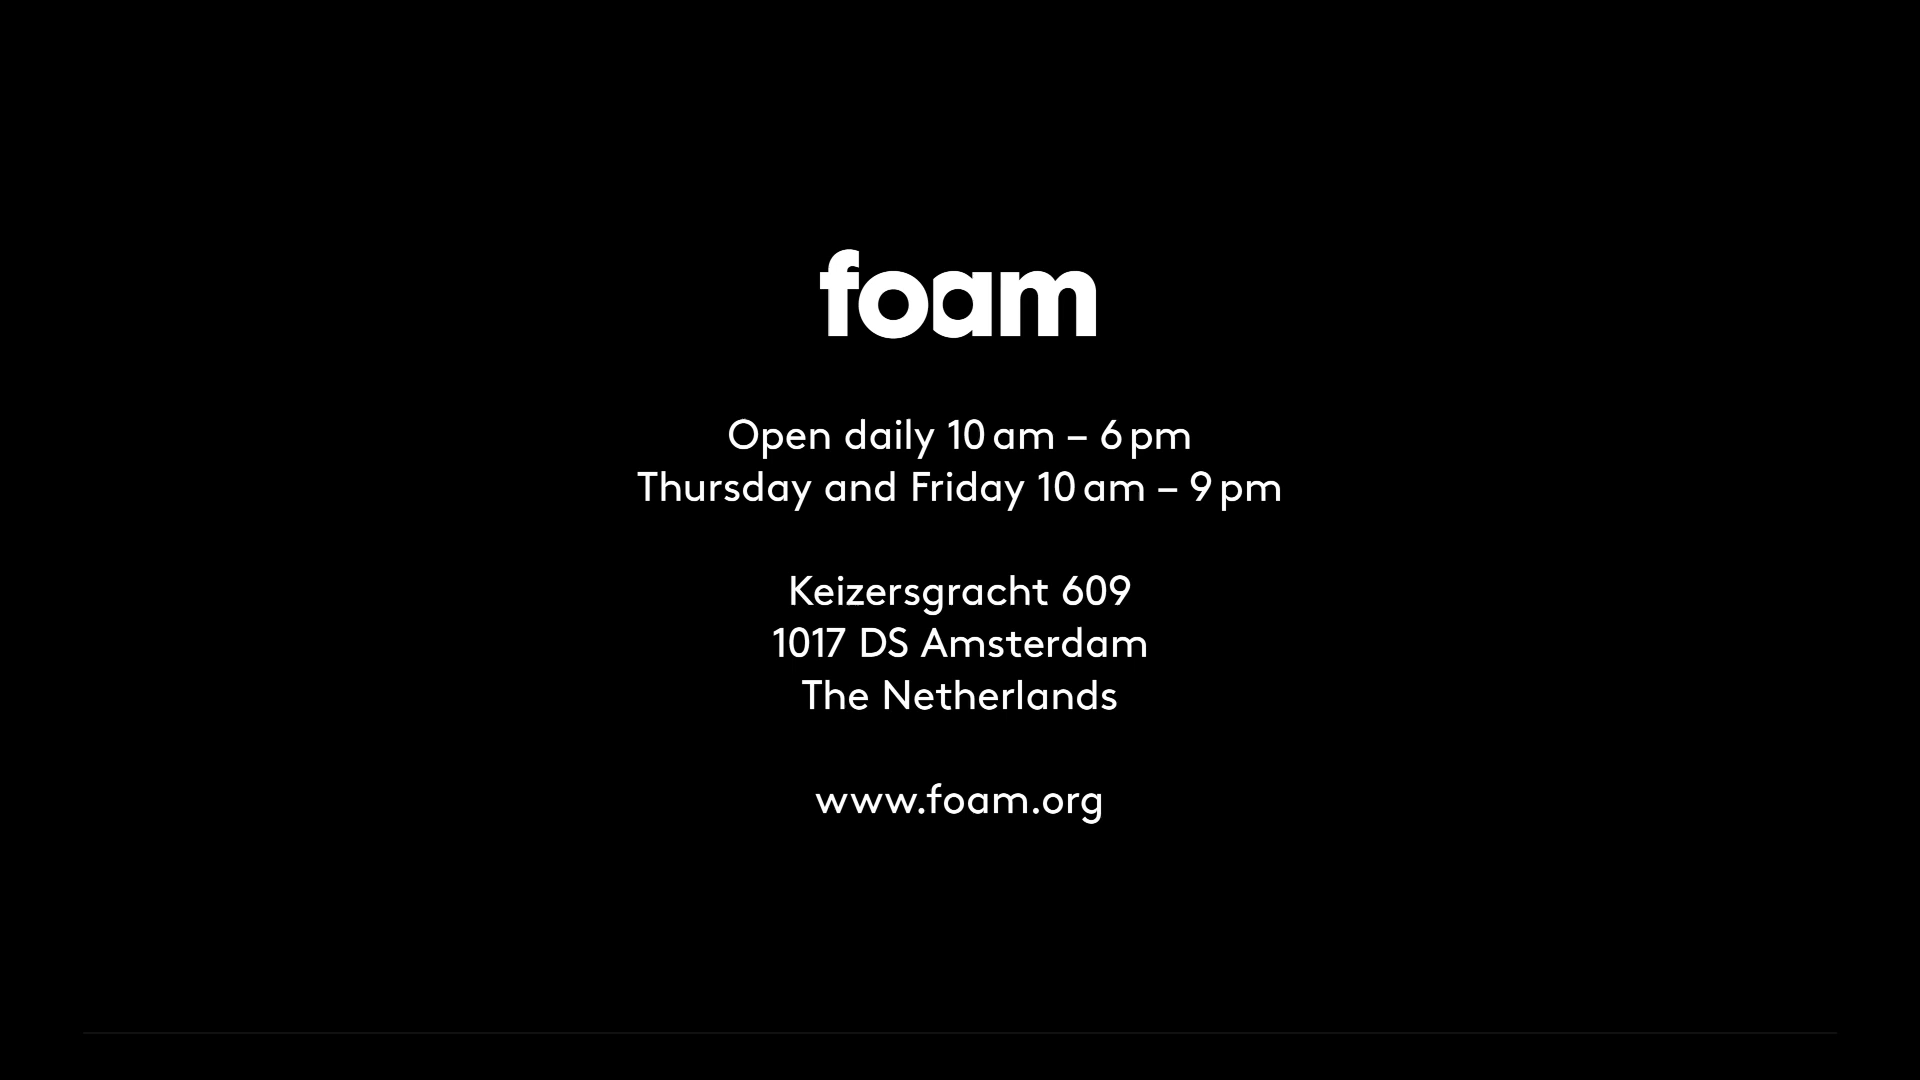 foam
Open daily 10 am – 6 pm
Thursday and Friday 10 am – 9 pm
Keizersgracht 609
1017 DS Amsterdam
The Netherlands
www.foam.org